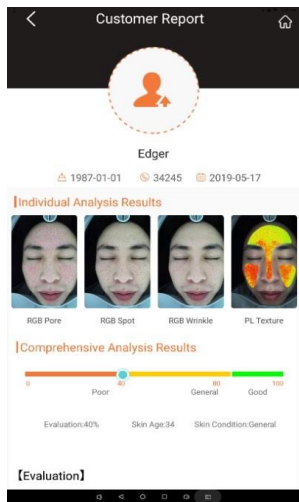 Customer Report
Edger
1987-01-01 34245 2019-05-17
Individual Analysis Results
RGB Pore RGB Spot RGB Wrinkle PL Texture
Comprehensive Analysis Results
0 40 80 100
Poor General Good
Evaluation:40% Skin Age:34 Skin Condition:General
【Evaluation】